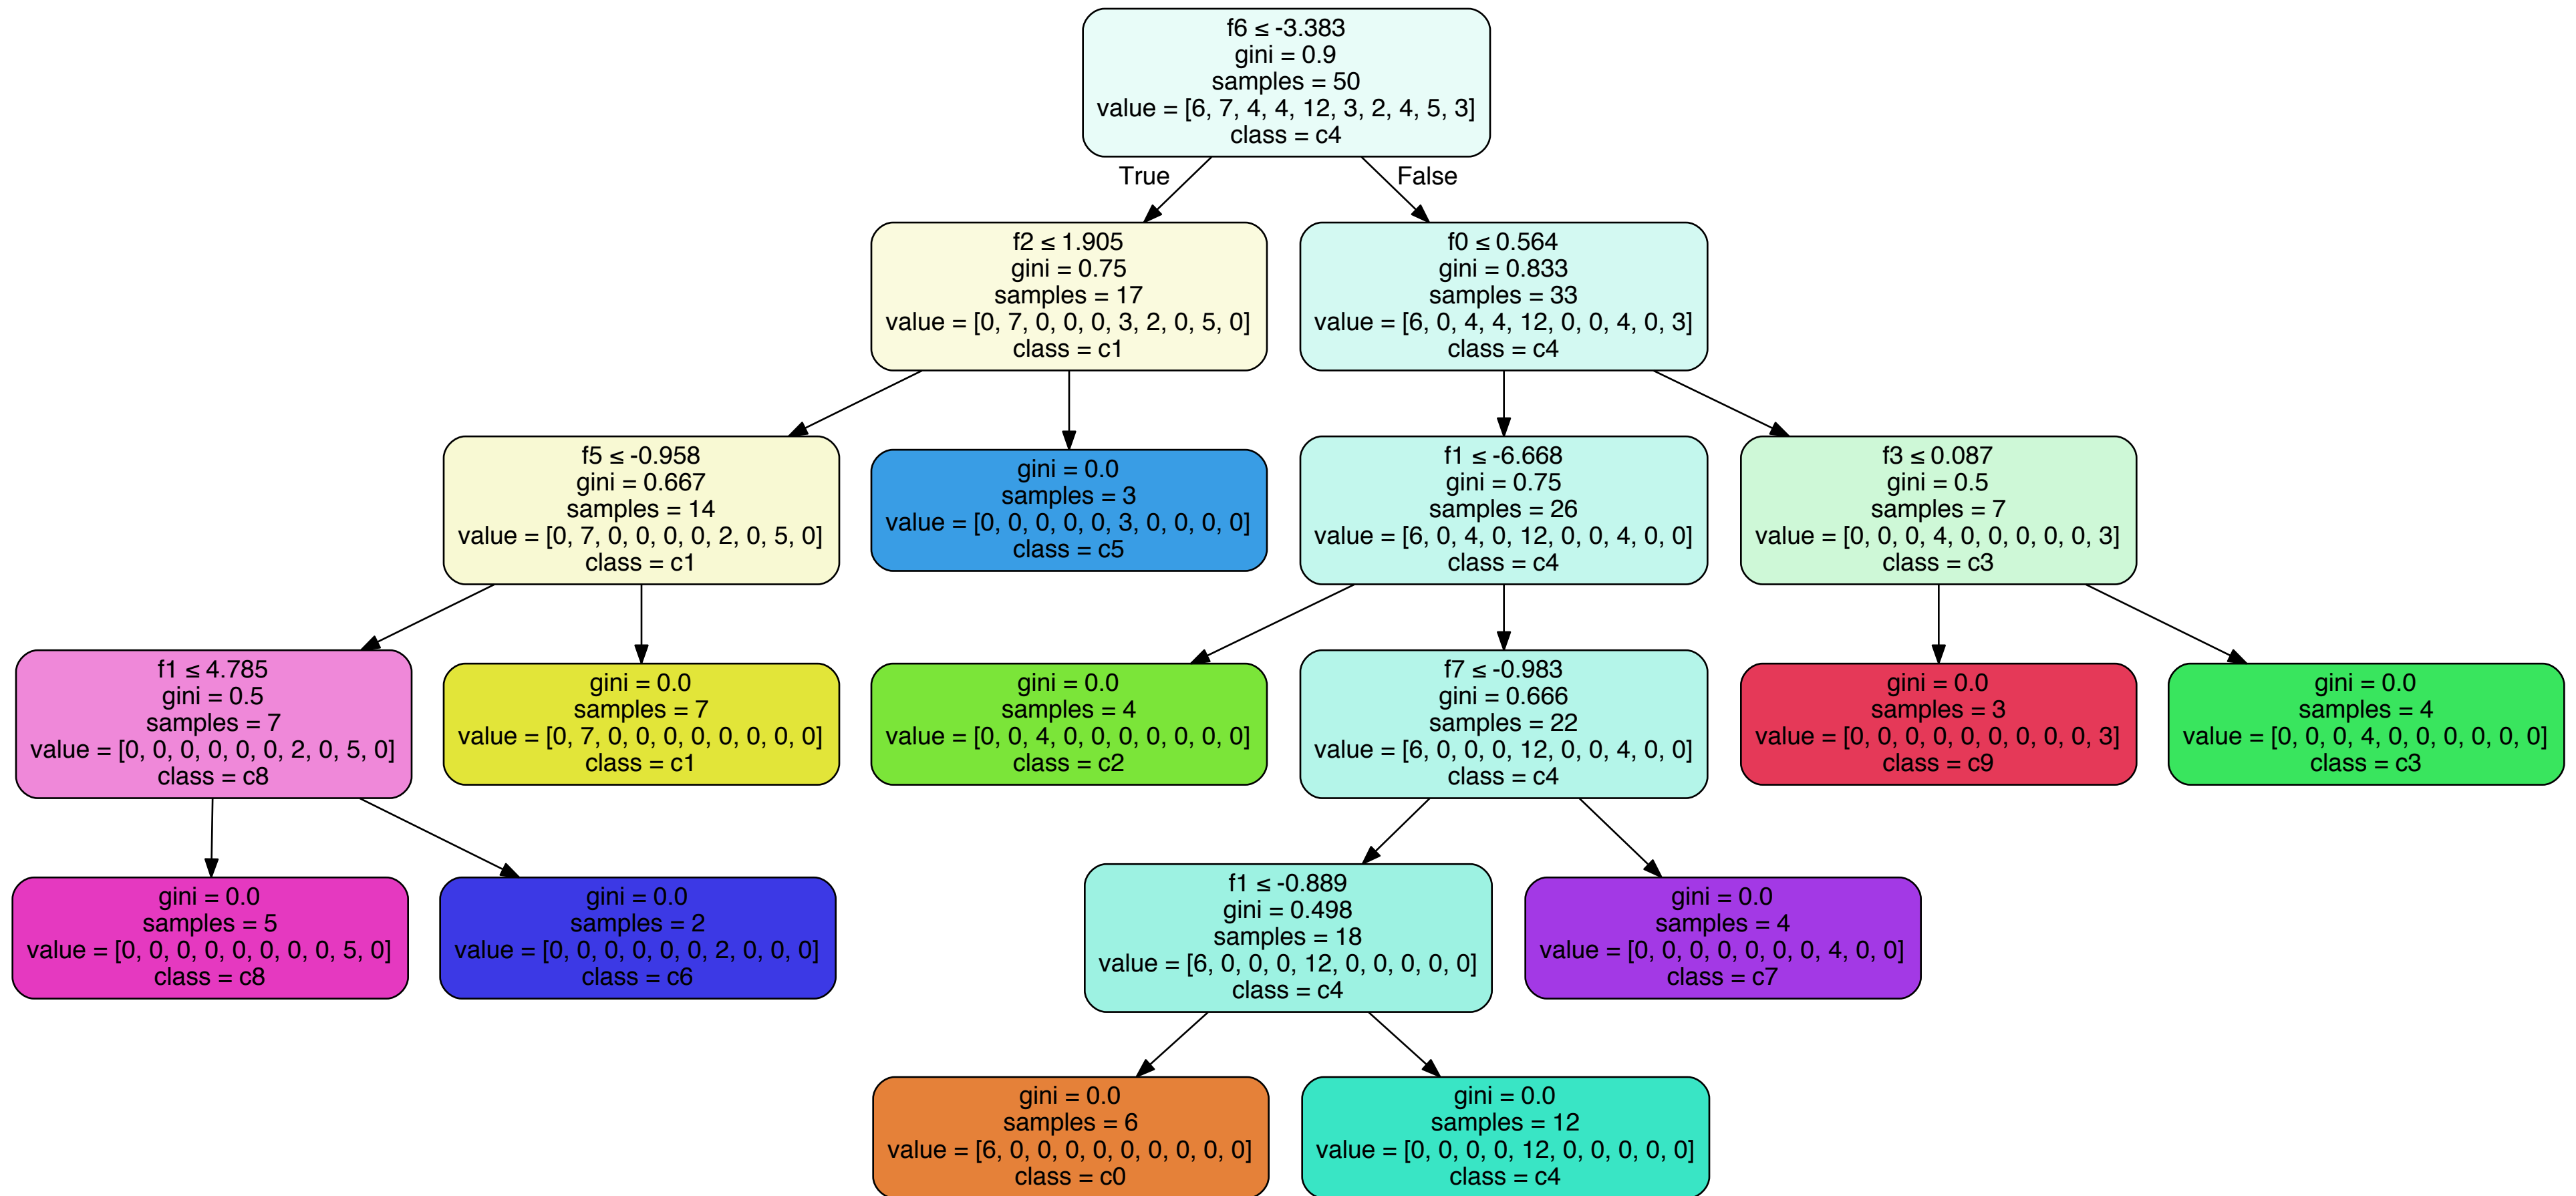 f6 ≤ -3.383
gini = 0.9
samples = 50
value = [6, 7, 4, 4, 12, 3, 2, 4, 5, 3]
class = c4
True
False
f2 ≤ 1.905
gini = 0.75
samples = 17
value = [0, 7, 0, 0, 0, 3, 2, 0, 5, 0]
class = c1
f0 ≤ 0.564
gini = 0.833
samples = 33
value = [6, 0, 4, 4, 12, 0, 0, 4, 0, 3]
class = c4
f5 ≤ -0.958
gini = 0.667
samples = 14
value = [0, 7, 0, 0, 0, 0, 2, 0, 5, 0]
class = c1
gini = 0.0
samples = 3
value = [0, 0, 0, 0, 0, 3, 0, 0, 0, 0]
class = c5
f1 ≤ -6.668
gini = 0.75
samples = 26
value = [6, 0, 4, 0, 12, 0, 0, 4, 0, 0]
class = c4
f3 ≤ 0.087
gini = 0.5
samples = 7
value = [0, 0, 0, 4, 0, 0, 0, 0, 0, 3]
class = c3
f1 ≤ 4.785
gini = 0.5
samples = 7
value = [0, 0, 0, 0, 0, 0, 2, 0, 5, 0]
class = c8
gini = 0.0
samples = 7
value = [0, 7, 0, 0, 0, 0, 0, 0, 0, 0]
class = c1
gini = 0.0
samples = 4
value = [0, 0, 4, 0, 0, 0, 0, 0, 0, 0]
class = c2
f7 ≤ -0.983
gini = 0.666
samples = 22
value = [6, 0, 0, 0, 12, 0, 0, 4, 0, 0]
class = c4
gini = 0.0
samples = 3
value = [0, 0, 0, 0, 0, 0, 0, 0, 0, 3]
class = c9
gini = 0.0
samples = 4
value = [0, 0, 0, 4, 0, 0, 0, 0, 0, 0]
class = c3
gini = 0.0
samples = 5
value = [0, 0, 0, 0, 0, 0, 0, 0, 5, 0]
class = c8
gini = 0.0
samples = 2
value = [0, 0, 0, 0, 0, 0, 2, 0, 0, 0]
class = c6
f1 ≤ -0.889
gini = 0.498
samples = 18
value = [6, 0, 0, 0, 12, 0, 0, 0, 0, 0]
class = c4
gini = 0.0
samples = 4
value = [0, 0, 0, 0, 0, 0, 0, 4, 0, 0]
class = c7
gini = 0.0
samples = 6
value = [6, 0, 0, 0, 0, 0, 0, 0, 0, 0]
class = c0
gini = 0.0
samples = 12
value = [0, 0, 0, 0, 12, 0, 0, 0, 0, 0]
class = c4